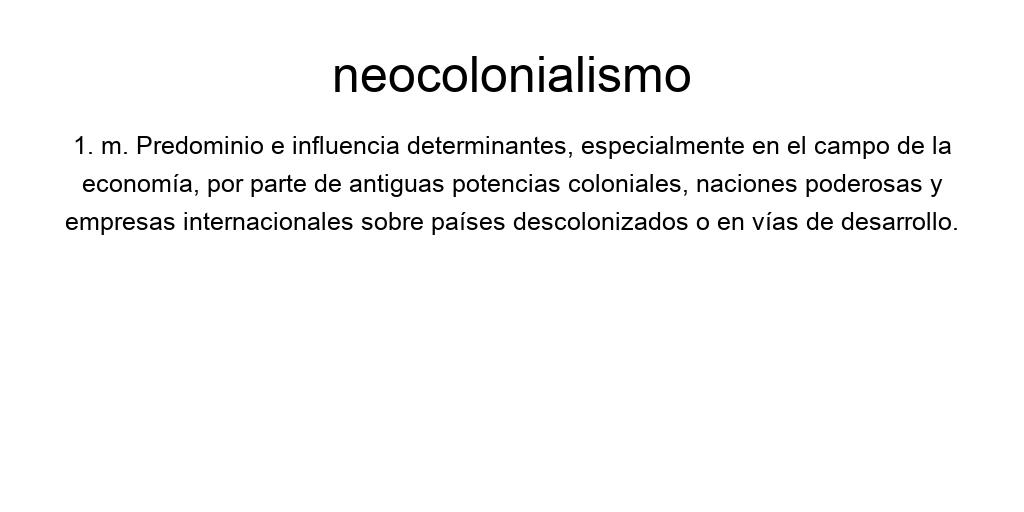 neocolonialismo
1. m. Predominio e influencia determinantes, especialmente en el campo de la
economía, por parte de antiguas potencias coloniales, naciones poderosas y
empresas internacionales sobre países descolonizados o en vías de desarrollo.